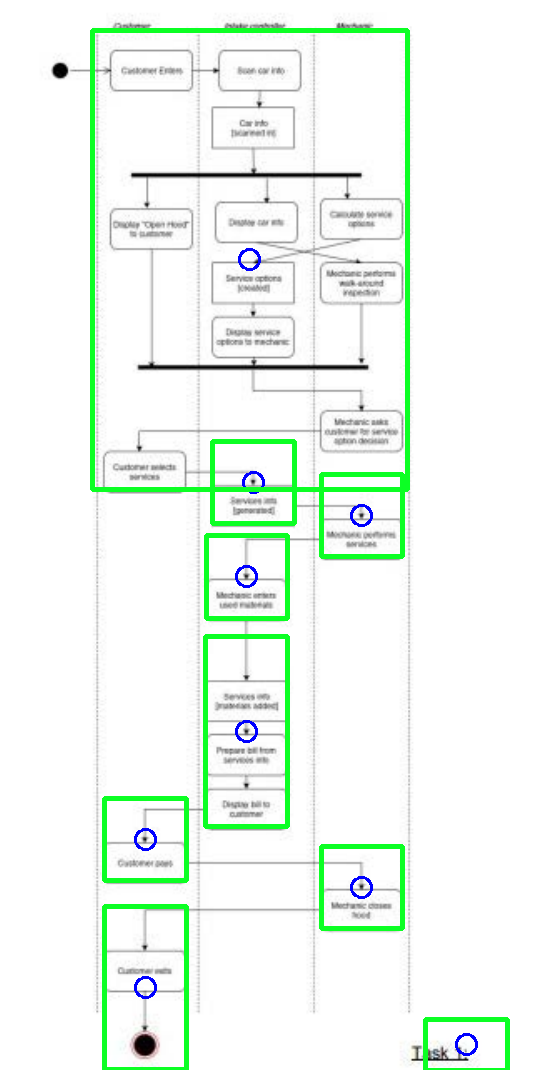 Customer
Intake controller
Mechanic
Customer Enters
Scan car info
Car info
[scanned in]
Display "Open Hood"
to customer
Display car info
Calculate service
options
Service options
[created]
Mechanic performs
walk-around
inspection
Display service
options to mechanic
Mechanic asks
customer for service
option decision
Customer selects
services
Services info
[generated]
Mechanic performs
services
Mechanic enters
used materials
Services info
[materials added]
Prepare bill from
services info
Display bill to
customer
Customer pays
Mechanic closes
hood
Customer exits
Task 1: